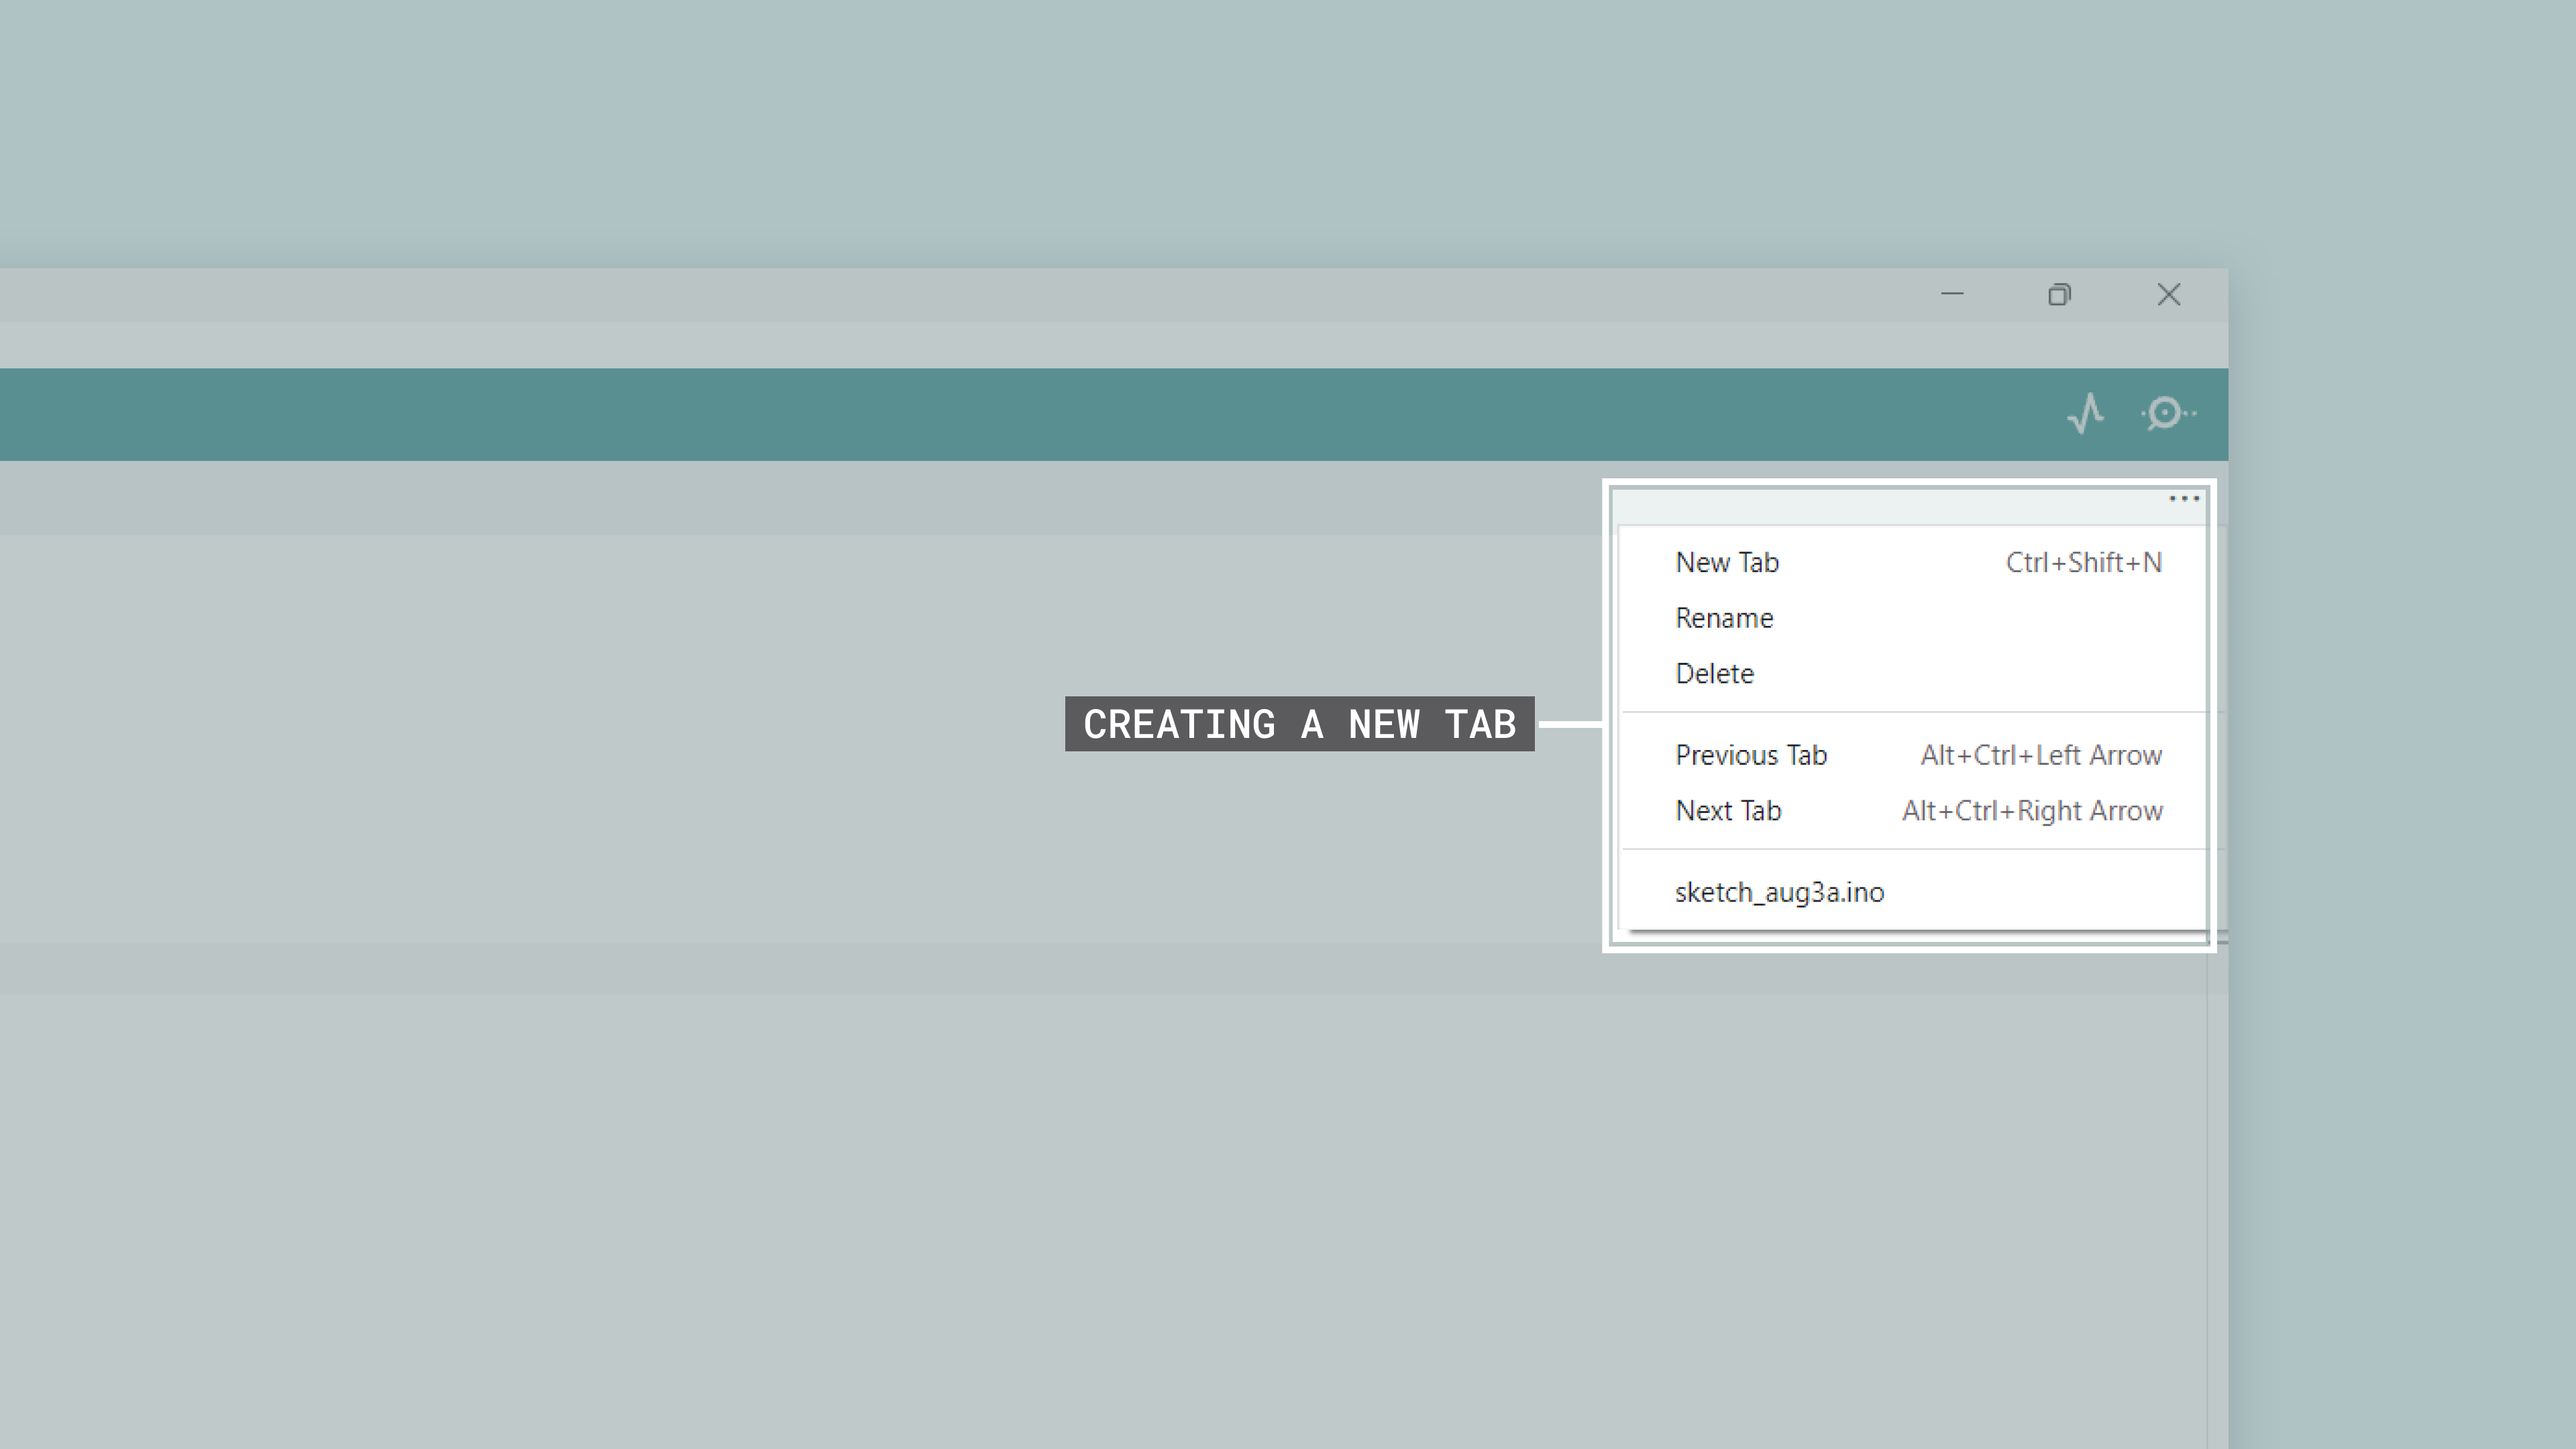 New Tab Ctrl+Shift+N
Rename
Delete
CREATING A NEW TAB
Previous Tab Alt+Ctrl+Left Arrow
Next Tab Alt+Ctrl+Right Arrow
sketch_aug3a.ino